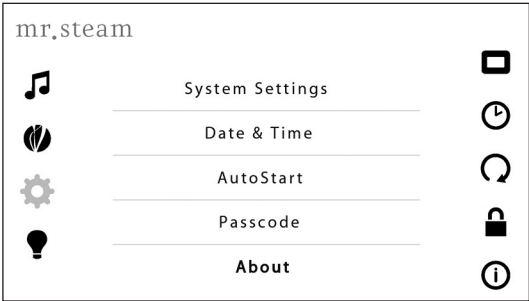 mr.steam
System Settings
Date & Time
AutoStart
Passcode
About